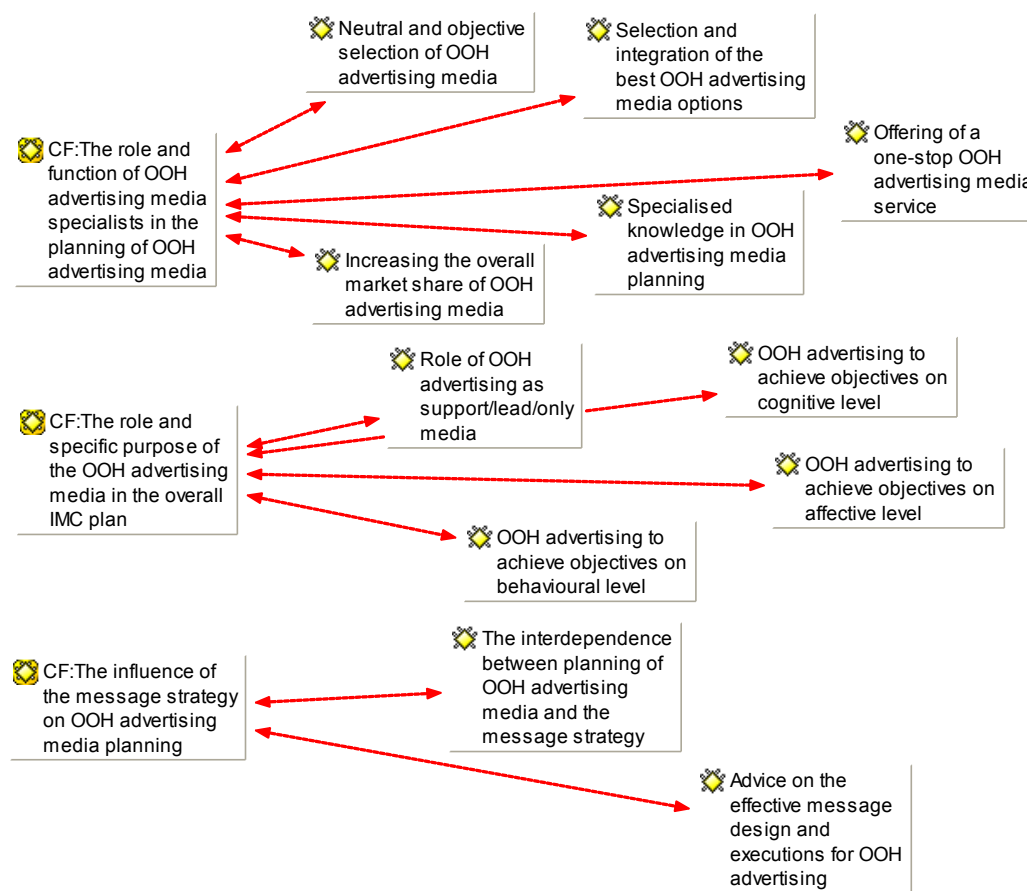 Neutral and objective
selection of OOH
advertising media
Selection and
integration of the
best OOH advertising
media options
CF:The role and
function of OOH
advertising media
specialists in the
planning of OOH
advertising media
Offering of a
one-stop OOH
advertising media
service
Specialised
knowledge in OOH
advertising media
planning
Increasing the overall
market share of OOH
advertising media
Role of OOH
advertising as
support/lead/only
media
OOH advertising to
achieve objectives on
cognitive level
CF:The role and
specific purpose of
the OOH advertising
media in the overall
IMC plan
OOH advertising to
achieve objectives on
affective level
OOH advertising to
achieve objectives on
behavioural level
The interdependence
between planning of
OOH advertising
media and the
message strategy
CF:The influence of
the message strategy
on OOH advertising
media planning
Advice on the
effective message
design and
executions for OOH
advertising